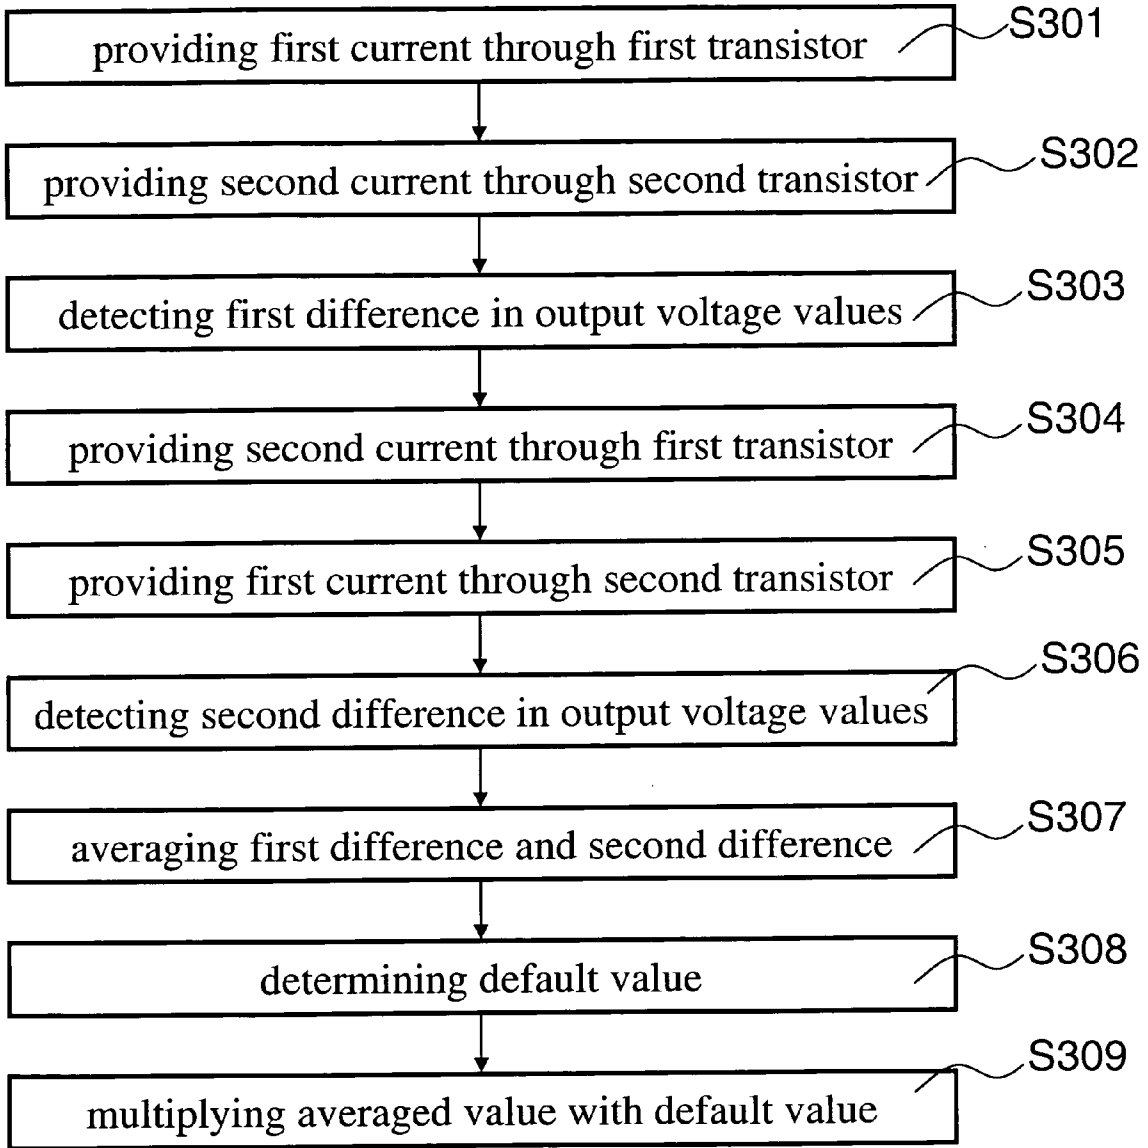 providing first current through first transistor
S301
providing second current through second transistor
S302
detecting first difference in output voltage values
S303
providing second current through first transistor
S304
providing first current through second transistor
S305
detecting second difference in output voltage values
S306
averaging first difference and second difference
S307
determining default value
S308
multiplying averaged value with default value
S309